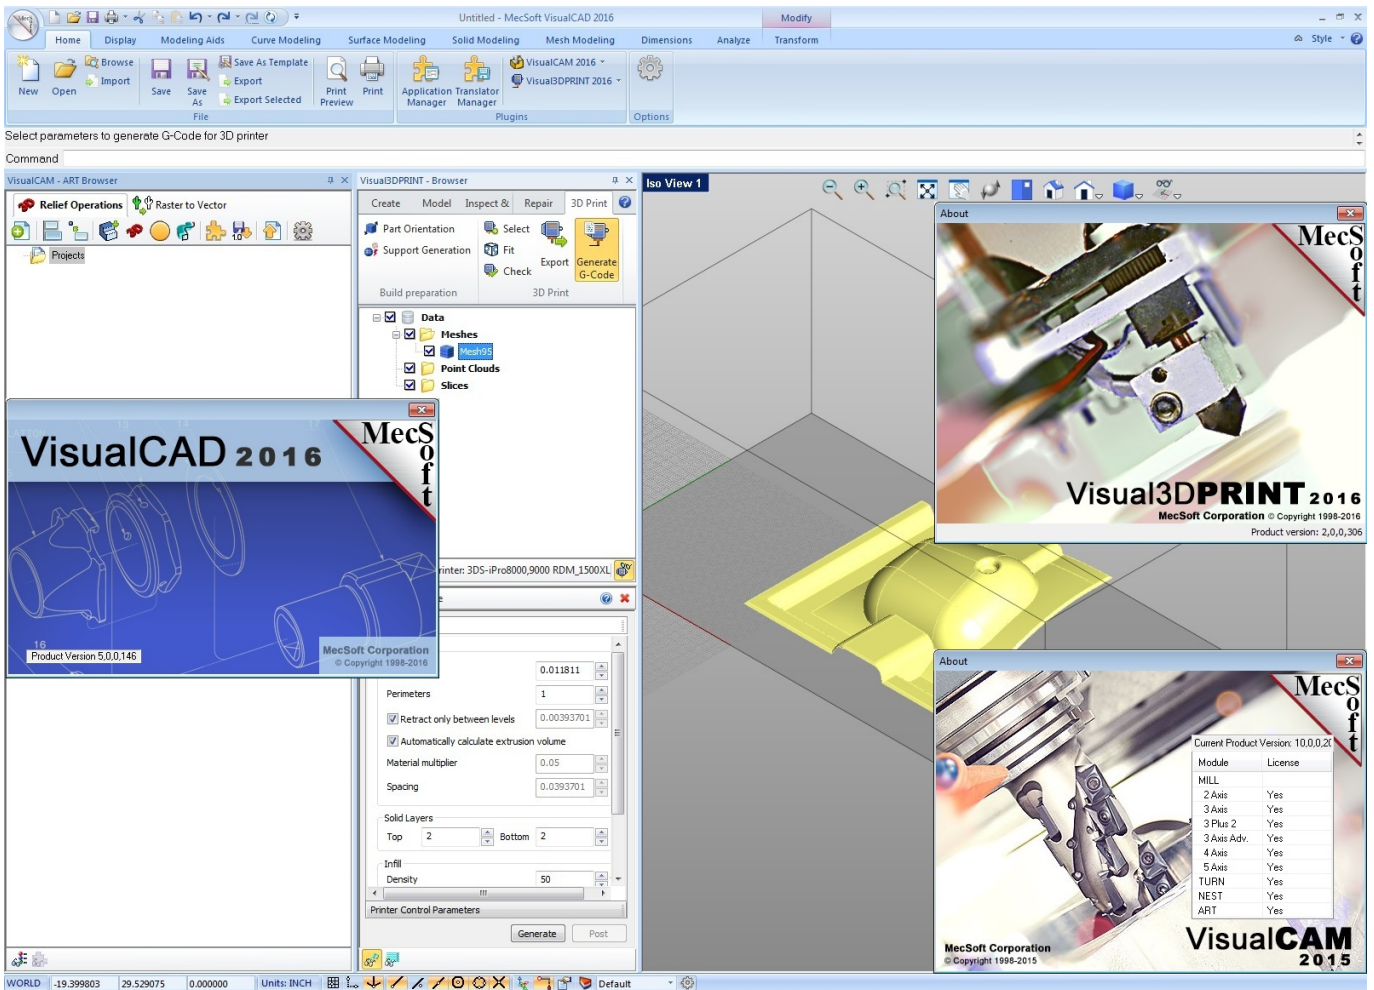 Untitled - MecSoft VisualCAD 2016
Modify
Home Display Modeling Aids Curve Modeling Surface Modeling Solid Modeling Mesh Modeling Dimensions Analyze Transform Style
New Open Browse Import Save Save As Save As Template Export Export Selected Print Preview Print
File
Application Manager Translator Manager VisualCAM 2016 Visual3DPRINT 2016
Plugins
Options
Select parameters to generate G-Code for 3D printer
Command
VisualCAM - ART Browser
Relief Operations Raster to Vector
1.0
Projects
Visual3DPRINT - Browser
Create Model Inspect & Repair 3D Print
Part Orientation
Support Generation
Build preparation
Select
Fit
Check
Export
Generate G-Code
3D Print
Data
Meshes
Mesh95
Point Clouds
Slices
rinter: 3DS-iPro8000,9000 RDM_1500XL
0.011811
Perimeters 1
Retract only between levels 0.00393701
Automatically calculate extrusion volume
Material multiplier 0.05
Spacing 0.0393701
Solid Layers
Top 2 Bottom 2
Infill
Density 50
Printer Control Parameters
Generate Post
VisualCAD 2016
MecSoft
15 14 17
16
Product Version 5,0,0,146
MecSoft Corporation
© Copyright 1998-2016
Iso View 1
About
MecSoft
Visual3DPRINT 2016
MecSoft Corporation © Copyright 1998-2016
Product version: 2,0,0,306
About
MecSoft
Current Product Version: 10,0,0,20
Module License
MILL
2 Axis Yes
3 Axis Yes
3 Plus 2 Yes
3 Axis Adv. Yes
4 Axis Yes
5 Axis Yes
TURN Yes
NEST Yes
ART Yes
VisualCAM
2015
MecSoft Corporation
© Copyright 1998-2015
WORLD -19.399803 29.529075 0.000000 Units: INCH Default